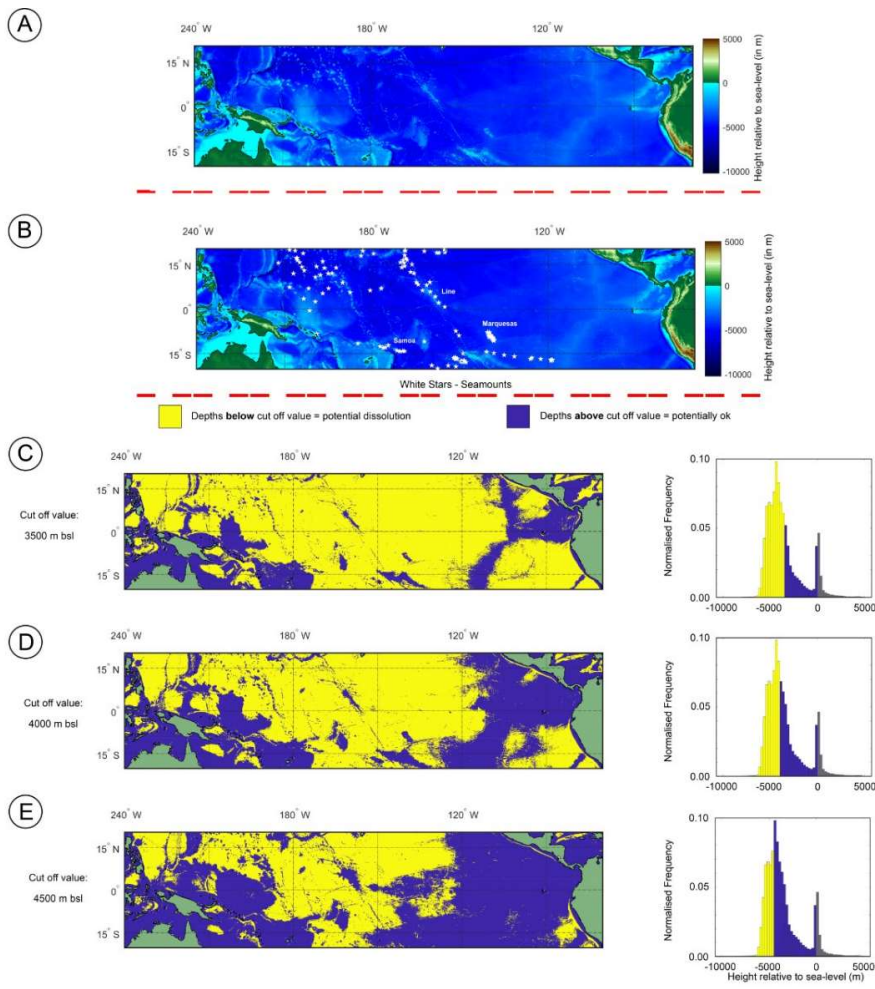 A
240° W
180° W
120° W
15° N
0°
15° S
5000
0
-5000
-10000
Height relative to sea-level (in m)
B
240° W
180° W
120° W
15° N
0°
15° S
Line
Marquesas
Samoa
5000
0
-5000
-10000
Height relative to sea-level (in m)
White Stars - Seamounts
Depths below cut off value = potential dissolution
Depths above cut off value = potentially ok
C
Cut off value:
3500 m bsl
240° W
180° W
120° W
15° N
0°
15° S
Normalised Frequency
0.10
0.05
0.00
-10000
-5000
0
5000
D
Cut off value:
4000 m bsl
240° W
180° W
120° W
15° N
0°
15° S
Normalised Frequency
0.10
0.05
0.00
-10000
-5000
0
5000
E
Cut off value:
4500 m bsl
240° W
180° W
120° W
15° N
0°
15° S
Normalised Frequency
0.10
0.05
0.00
-10000
-5000
0
5000
Height relative to sea-level (m)